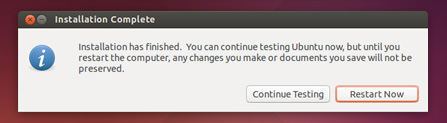 Installation Complete
Installation has finished. You can continue testing Ubuntu now, but until you
restart the computer, any changes you make or documents you save will not be
preserved.
Continue Testing
Restart Now